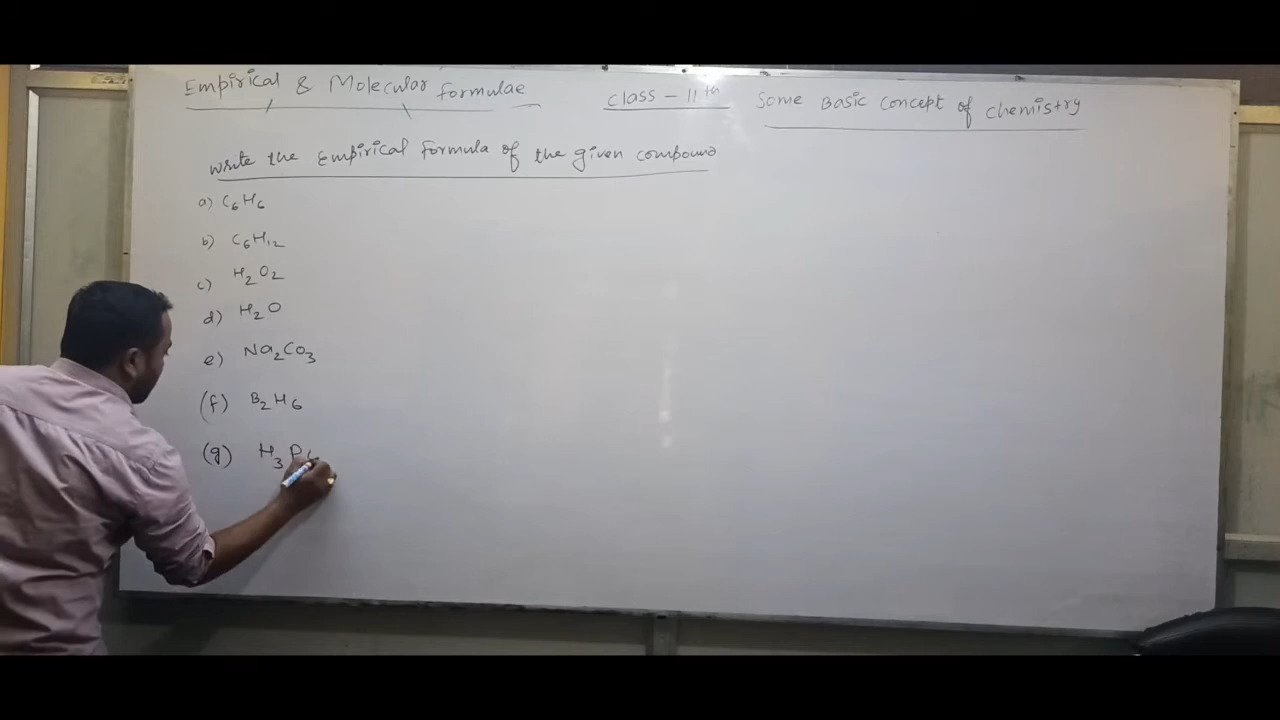 Empirical & Molecular formulae
Class - 11th
Some Basic Concept of Chemistry
Write the Empirical formula of the given compound
a) C6H6
b) C6H12
c) H2O2
d) H2O
e) Na2CO3
(f) B2H6
(g) H3P